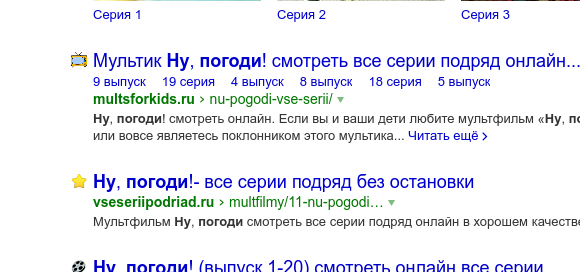 Серия 1 Серия 2 Серия 3
Мультик Ну, погоди! смотреть все серии подряд онлайн...
9 выпуск 19 серия 4 выпуск 8 выпуск 18 серия 5 выпуск
multsforkids.ru › nu-pogodi-vse-serii/
Ну, погоди! смотреть онлайн. Если вы и ваши дети любите мультфильм «Ну,
или вовсе являетесь поклонником этого мультика... Читать ещё ›
Ну, погоди!- все серии подряд без остановки
vseseriipodriad.ru › multfilmy/11-nu-pogodi…
Мультфильм Ну, погоди смотреть все серии подряд онлайн в хорошем качестве
Ну, погоди! (выпуск 1-20) смотреть онлайн все серии